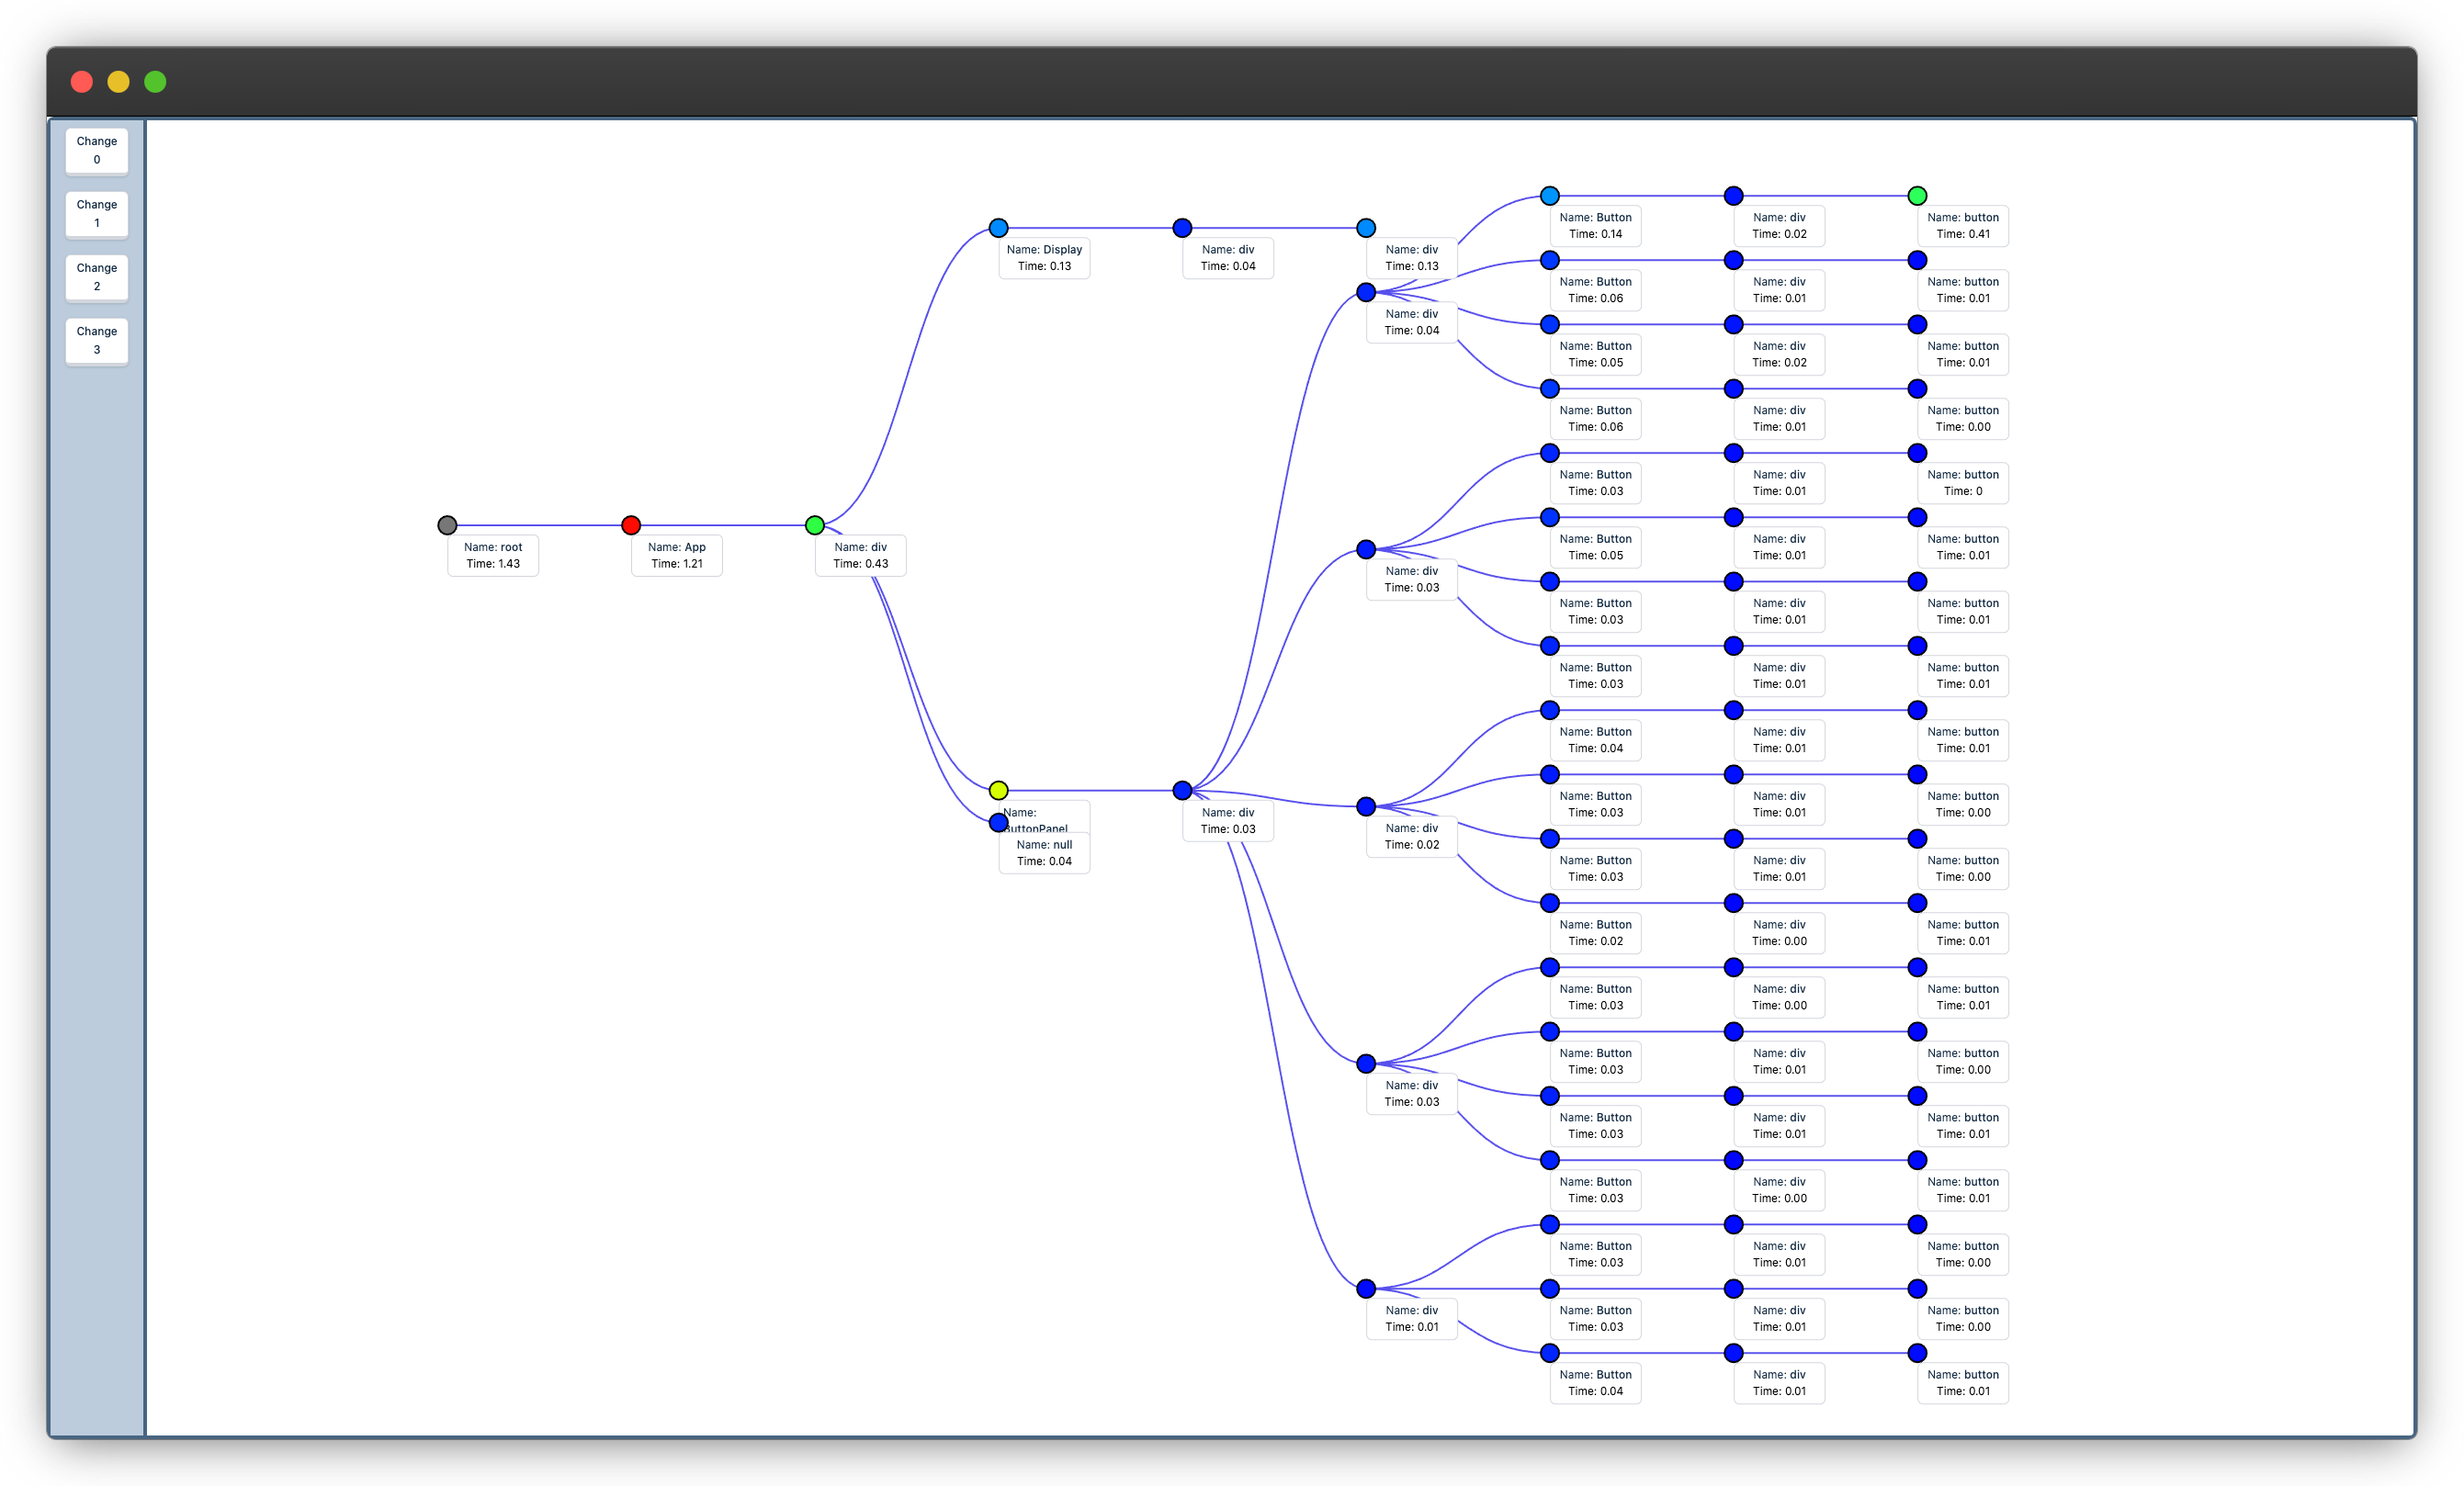 Change
0
Change
1
Change
2
Change
3
Name: root
Time: 1.43
Name: App
Time: 1.21
Name: div
Time: 0.43
Name: Display
Time: 0.13
Name: div
Time: 0.04
Name: div
Time: 0.13
Name:
ButtonPanel
Name: null
Time: 0.04
Name: div
Time: 0.03
Name: div
Time: 0.04
Name: Button
Time: 0.14
Name: div
Time: 0.02
Name: button
Time: 0.41
Name: Button
Time: 0.06
Name: div
Time: 0.01
Name: button
Time: 0.01
Name: Button
Time: 0.05
Name: div
Time: 0.02
Name: button
Time: 0.01
Name: Button
Time: 0.06
Name: div
Time: 0.01
Name: button
Time: 0.00
Name: div
Time: 0.03
Name: Button
Time: 0.03
Name: div
Time: 0.01
Name: button
Time: 0
Name: Button
Time: 0.05
Name: div
Time: 0.01
Name: button
Time: 0.01
Name: Button
Time: 0.03
Name: div
Time: 0.01
Name: button
Time: 0.01
Name: Button
Time: 0.03
Name: div
Time: 0.01
Name: button
Time: 0.01
Name: div
Time: 0.02
Name: Button
Time: 0.04
Name: div
Time: 0.01
Name: button
Time: 0.01
Name: Button
Time: 0.03
Name: div
Time: 0.01
Name: button
Time: 0.00
Name: Button
Time: 0.03
Name: div
Time: 0.01
Name: button
Time: 0.00
Name: Button
Time: 0.02
Name: div
Time: 0.00
Name: button
Time: 0.01
Name: div
Time: 0.03
Name: Button
Time: 0.03
Name: div
Time: 0.00
Name: button
Time: 0.01
Name: Button
Time: 0.03
Name: div
Time: 0.01
Name: button
Time: 0.00
Name: Button
Time: 0.03
Name: div
Time: 0.01
Name: button
Time: 0.01
Name: Button
Time: 0.03
Name: div
Time: 0.00
Name: button
Time: 0.01
Name: div
Time: 0.01
Name: Button
Time: 0.03
Name: div
Time: 0.01
Name: button
Time: 0.00
Name: Button
Time: 0.03
Name: div
Time: 0.01
Name: button
Time: 0.00
Name: Button
Time: 0.04
Name: div
Time: 0.01
Name: button
Time: 0.01